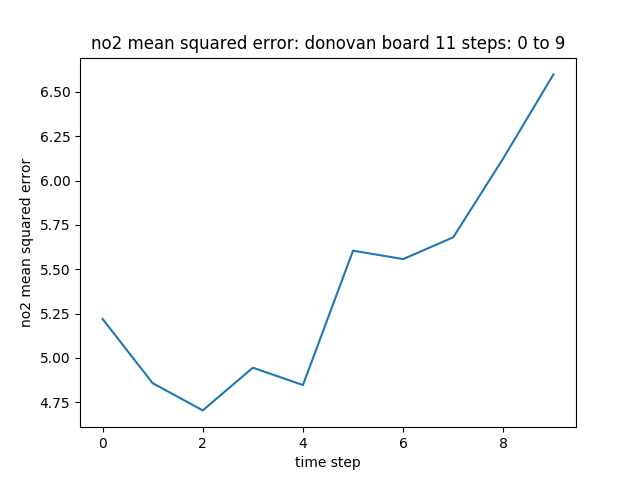 no2 mean squared error: donovan board 11 steps: 0 to 9
no2 mean squared error
6.50
6.25
6.00
5.75
5.50
5.25
5.00
4.75
0 2 4 6 8
time step